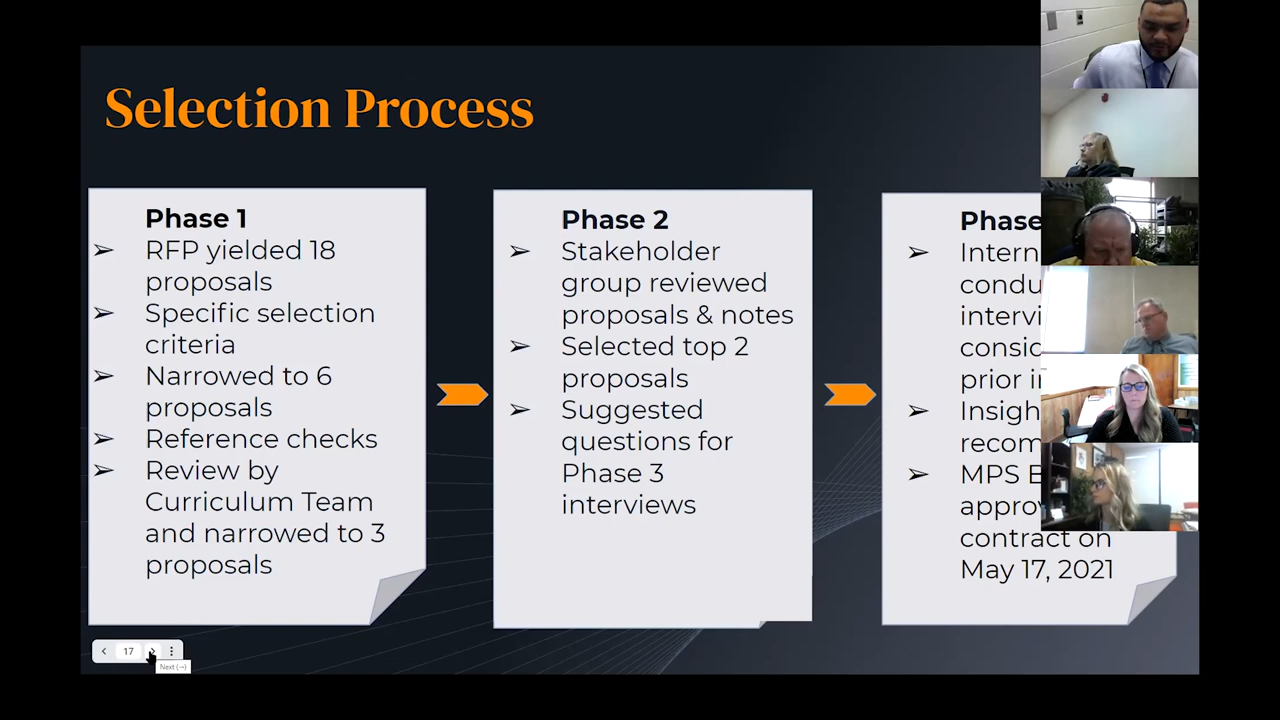 Selection Process
Phase 1
➢ RFP yielded 18
proposals
➢ Specific selection
criteria
➢ Narrowed to 6
proposals
➢ Reference checks
➢ Review by
Curriculum Team
and narrowed to 3
proposals
Phase 2
➢ Stakeholder
group reviewed
proposals & notes
➢ Selected top 2
proposals
➢ Suggested
questions for
Phase 3
interviews
Phase
➢
➢
➢ MPS
contract on
May 17, 2021
17
Next (→)